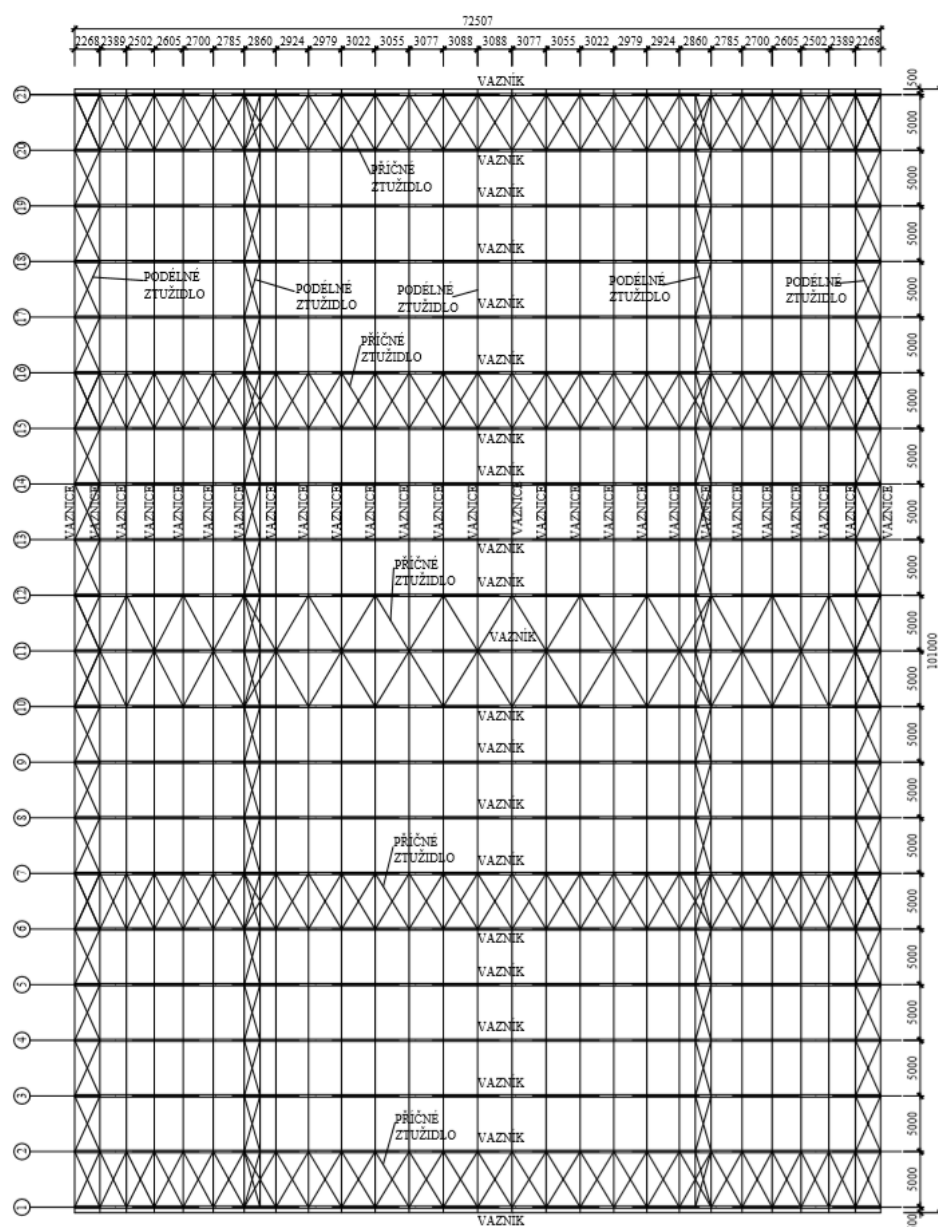 72507
2268 2389 2502 2605 2700 2785 2860 2924 2979 3022 3055 3077 3088 3088 3077 3055 3022 2979 2924 2860 2785 2700 2605 2502 2389 2268
VAZNÍK
500
21
5000
PŘÍČNÉ
ZTUŽIDLO
20
VAZNÍK
5000
VAZNÍK
19
5000
VAZNÍK
18
PODÉLNÉ
ZTUŽIDLO
PODÉLNÉ
ZTUŽIDLO
PODÉLNÉ
ZTUŽIDLO
PODÉLNÉ
ZTUŽIDLO
PODÉLNÉ
ZTUŽIDLO
5000
VAZNÍK
17
PŘÍČNÉ
ZTUŽIDLO
5000
VAZNÍK
16
5000
15
VAZNÍK
5000
VAZNÍK
14
VAZNICE VAZNICE VAZNICE VAZNICE VAZNICE VAZNICE VAZNICE VAZNICE VAZNICE VAZNICE VAZNICE VAZNICE VAZNICE VAZNICE VAZNICE VAZNICE VAZNICE VAZNICE VAZNICE VAZNICE VAZNICE VAZNICE VAZNICE VAZNICE VAZNICE VAZNICE VAZNICE
5000
13
VAZNÍK
PŘÍČNÉ
ZTUŽIDLO
5000
VAZNÍK
12
5000
VAZNÍK
11
101000
5000
10
VAZNÍK
5000
VAZNÍK
9
5000
VAZNÍK
8
PŘÍČNÉ
ZTUŽIDLO
5000
VAZNÍK
7
5000
6
VAZNÍK
5000
VAZNÍK
5
5000
VAZNÍK
4
5000
VAZNÍK
3
PŘÍČNÉ
ZTUŽIDLO
5000
VAZNÍK
2
5000
1
VAZNÍK